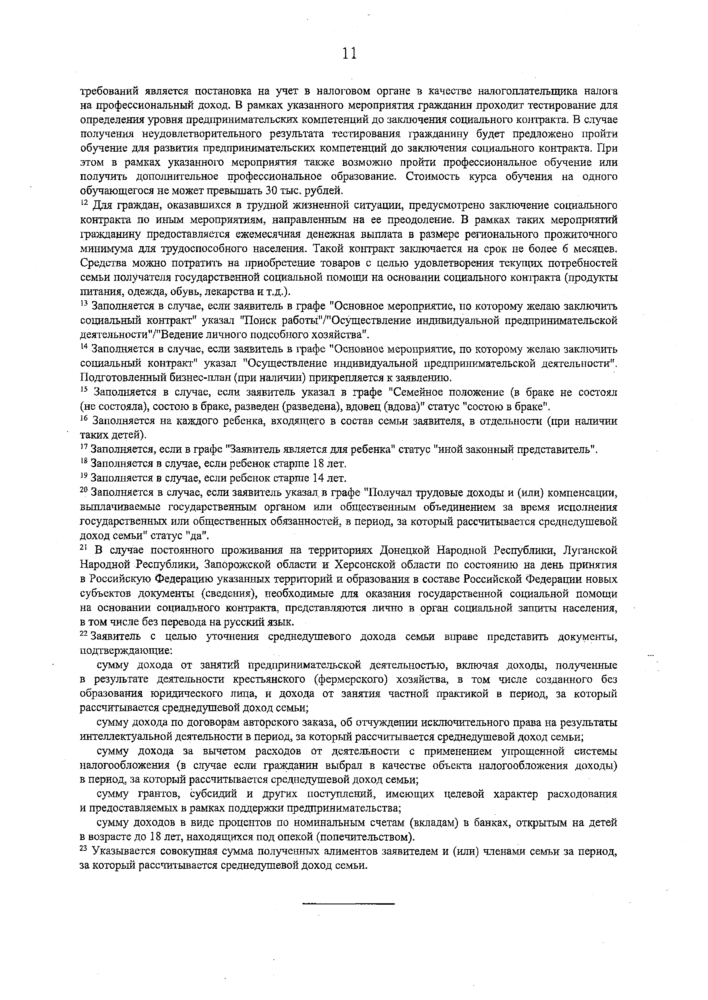 11
требований является постановка на учет в налоговом органе в качестве налогоплательщика налога
на профессиональный доход. В рамках указанного мероприятия гражданин проходит тестирование для
определения уровня предпринимательских компетенций до заключения социального контракта. В случае
получения неудовлетворительного результата тестирования гражданину будет предложено пройти
обучение для развития предпринимательских компетенций до заключения социального контракта. При
этом в рамках указанного мероприятия также возможно пройти профессиональное обучение или
получить дополнительное профессиональное образование. Стоимость курса обучения на одного
обучающегося не может превышать 30 тыс. рублей.
12 Для граждан, оказавшихся в трудной жизненной ситуации, предусмотрено заключение социального
контракта по иным мероприятиям, направленным на ее преодоление. В рамках таких мероприятий
гражданину предоставляется ежемесячная денежная выплата в размере регионального прожиточного
минимума для трудоспособного населения. Такой контракт заключается на срок не более 6 месяцев.
Средства можно потратить на приобретение товаров с целью удовлетворения текущих потребностей
семьи получателя государственной социальной помощи на основании социального контракта (продукты
питания, одежда, обувь, лекарства и т.д.).
13 Заполняется в случае, если заявитель в графе "Основное мероприятие, по которому желаю заключить
социальный контракт" указал "Поиск работы"/"Осуществление индивидуальной предпринимательской
деятельности"/"Ведение личного подсобного хозяйства".
14 Заполняется в случае, если заявитель в графе "Основное мероприятие, по которому желаю заключить
социальный контракт" указал "Осуществление индивидуальной предпринимательской деятельности".
Подготовленный бизнес-план (при наличии) прикрепляется к заявлению.
15 Заполняется в случае, если заявитель указал в графе "Семейное положение (в браке не состоял
(не состояла), состою в браке, разведен (разведена), вдовец (вдова)" статус "состою в браке".
16 Заполняется на каждого ребенка, входящего в состав семьи заявителя, в отдельности (при наличии
таких детей).
17 Заполняется, если в графе "Заявитель является для ребенка" статус "иной законный представитель".
18 Заполняется в случае, если ребенок старше 18 лет.
19 Заполняется в случае, если ребенок старше 14 лет.
20 Заполняется в случае, если заявитель указал в графе "Получал трудовые доходы и (или) компенсации,
выплачиваемые государственным органом или общественным объединением за время исполнения
государственных или общественных обязанностей, в период, за который рассчитывается среднедушевой
доход семьи" статус "да".
21 В случае постоянного проживания на территориях Донецкой Народной Республики, Луганской
Народной Республики, Запорожской области и Херсонской области по состоянию на день принятия
в Российскую Федерацию указанных территорий и образования в составе Российской Федерации новых
субъектов документы (сведения), необходимые для оказания государственной социальной помощи
на основании социального контракта, представляются лично в орган социальной защиты населения,
в том числе без перевода на русский язык.
22 Заявитель с целью уточнения среднедушевого дохода семьи вправе представить документы,
подтверждающие:
сумму дохода от занятий предпринимательской деятельностью, включая доходы, полученные
в результате деятельности крестьянского (фермерского) хозяйства, в том числе созданного без
образования юридического лица, и дохода от занятия частной практикой в период, за который
рассчитывается среднедушевой доход семьи;
сумму дохода по договорам авторского заказа, об отчуждении исключительного права на результаты
интеллектуальной деятельности в период, за который рассчитывается среднедушевой доход семьи;
сумму дохода за вычетом расходов от деятельности с применением упрощенной системы
налогообложения (в случае если гражданин выбрал в качестве объекта налогообложения доходы)
в период, за который рассчитывается среднедушевой доход семьи;
сумму грантов, субсидий и других поступлений, имеющих целевой характер расходования
и предоставляемых в рамках поддержки предпринимательства;
сумму доходов в виде процентов по номинальным счетам (вкладам) в банках, открытым на детей
в возрасте до 18 лет, находящихся под опекой (попечительством).
23 Указывается совокупная сумма полученных алиментов заявителем и (или) членами семьи за период,
за который рассчитывается среднедушевой доход семьи.